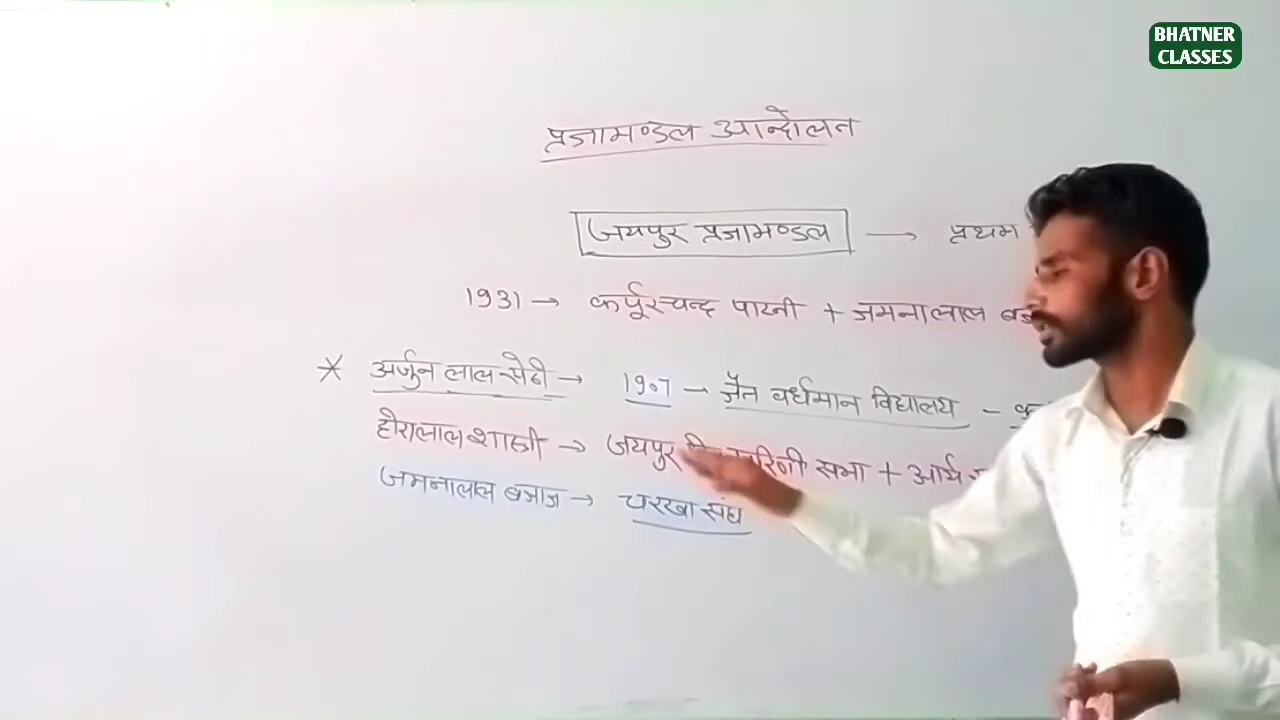 BHATNER
CLASSES
प्रजामण्डल आन्दोलन
जयपुर प्रजामण्डल → प्रथम
1931 → कर्पूरचन्द पाटनी + जमनालाल
* अर्जुन लाल सेठी → 1907 → जैन वर्धमान विद्यालय -
हीरालाल शास्त्री → जयपुर सभा + आर्य
जमनालाल बजाज → चरखा संघ